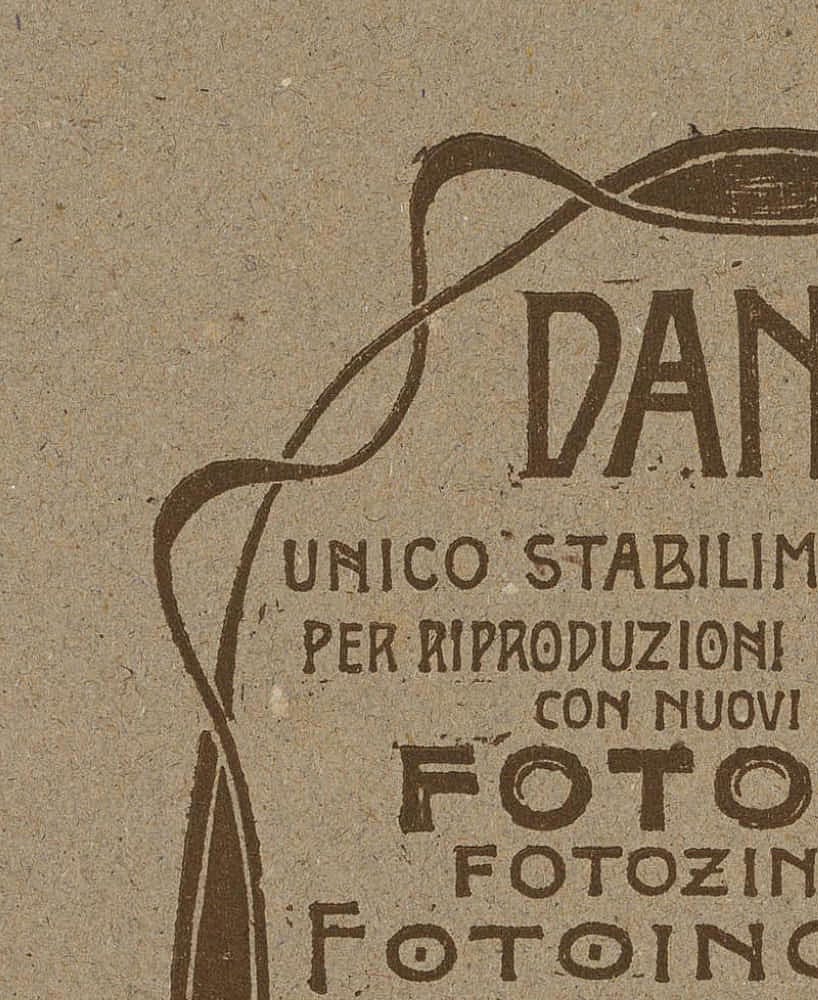 DAN
UNICO STABILIM
PER RIPRODUZIONI
CON NUOVI
FOTO
FOTOZIN
FOTOINC